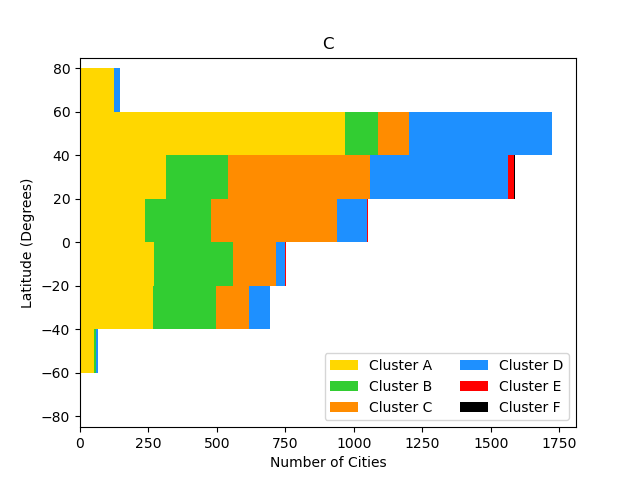 C
80
60
40
20
0
−20
−40
−60
−80
Latitude (Degrees)
0 250 500 750 1000 1250 1500 1750
Number of Cities
Cluster A
Cluster B
Cluster C
Cluster D
Cluster E
Cluster F